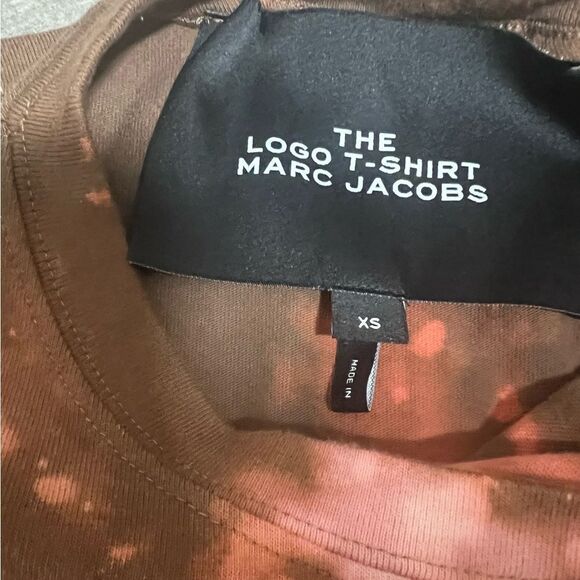 THE
LOGO T-SHIRT
MARC JACOBS
XS
MADE IN